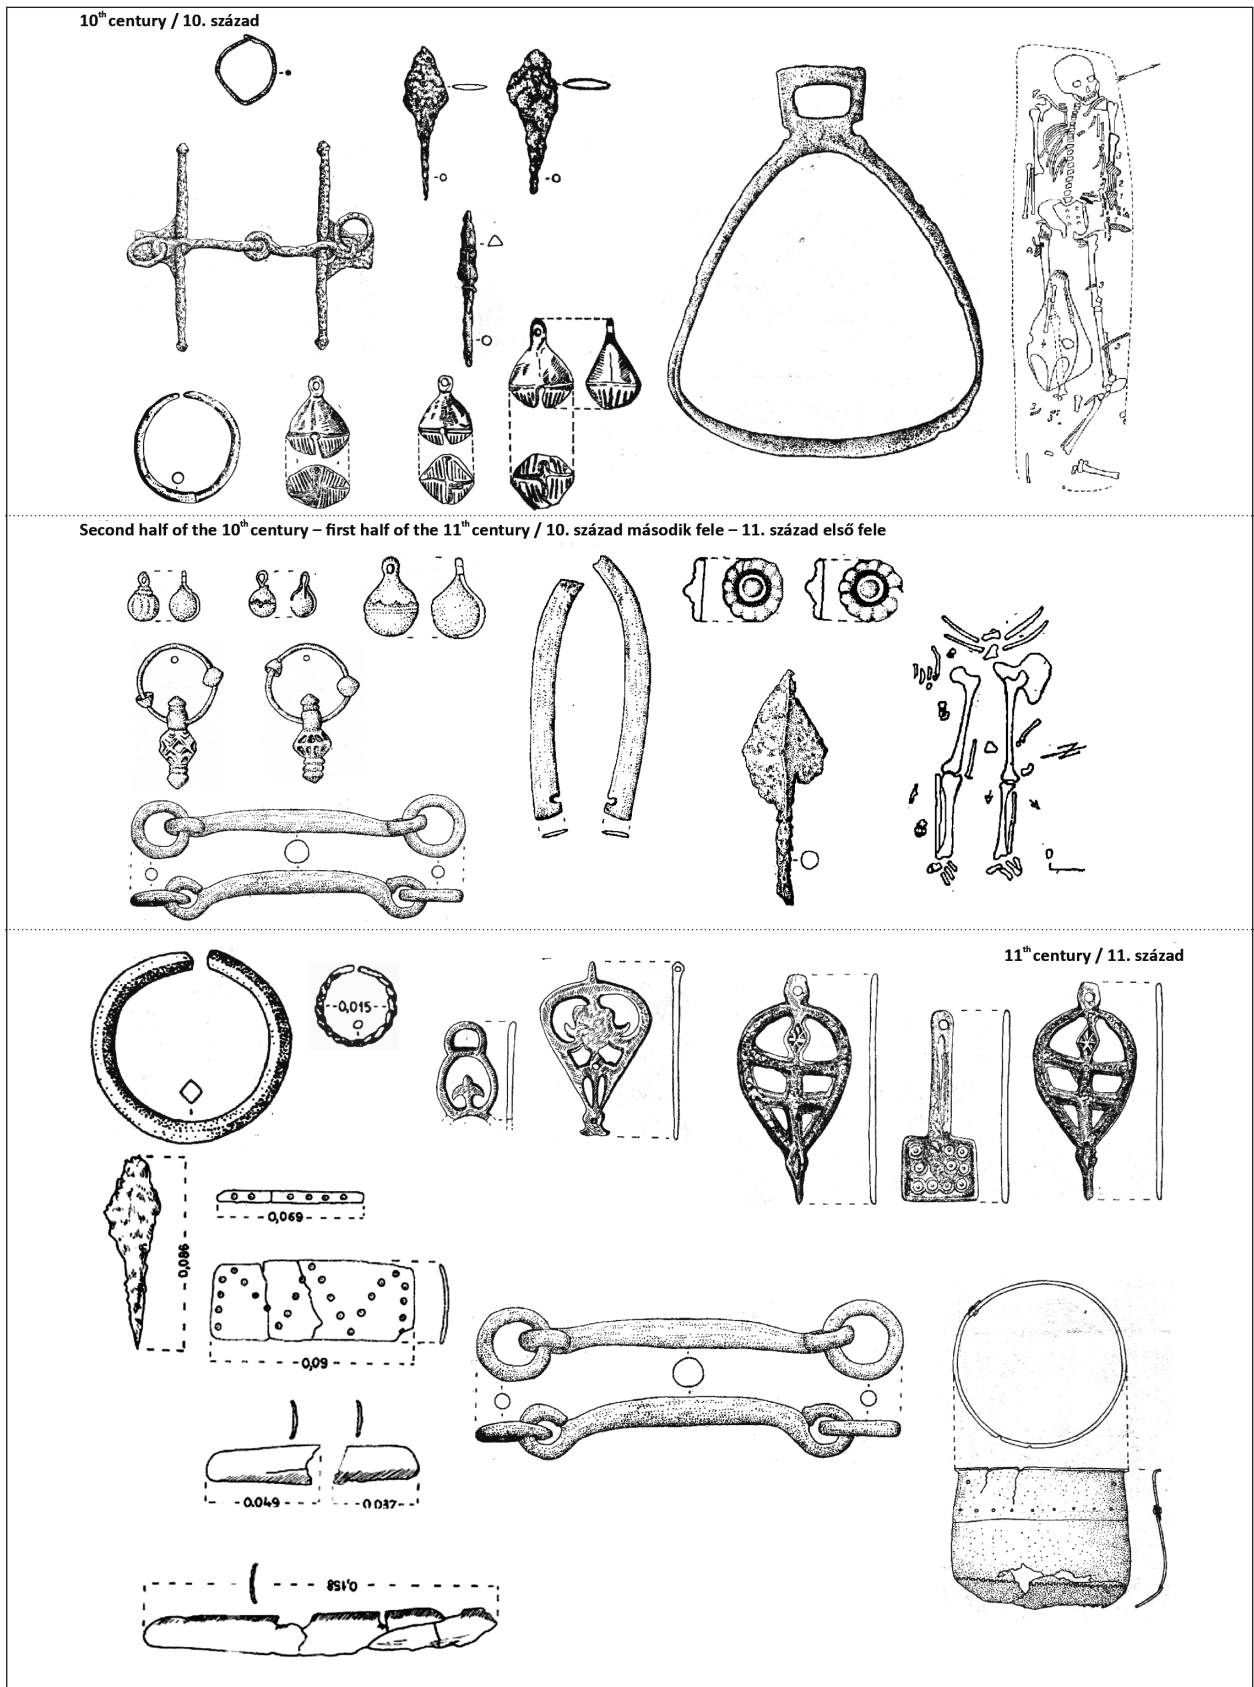 10th century / 10. század
Second half of the 10th century – first half of the 11th century / 10. század második fele – 11. század első fele
11th century / 11. század
0,015
0,086
0,069
0,09
0.049
0.037
0,158